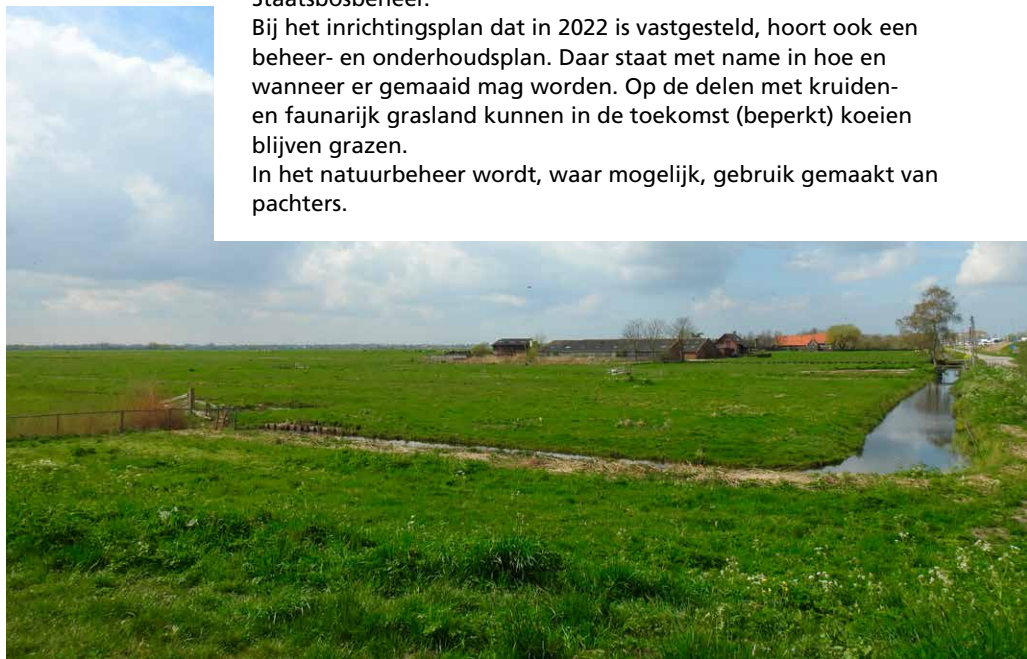 Staatsbosbeheer.
Bij het inrichtingsplan dat in 2022 is vastgesteld, hoort ook een
beheer- en onderhoudsplan. Daar staat met name in hoe en
wanneer er gemaaid mag worden. Op de delen met kruiden-
en faunarijk grasland kunnen in de toekomst (beperkt) koeien
blijven grazen.
In het natuurbeheer wordt, waar mogelijk, gebruik gemaakt van
pachters.